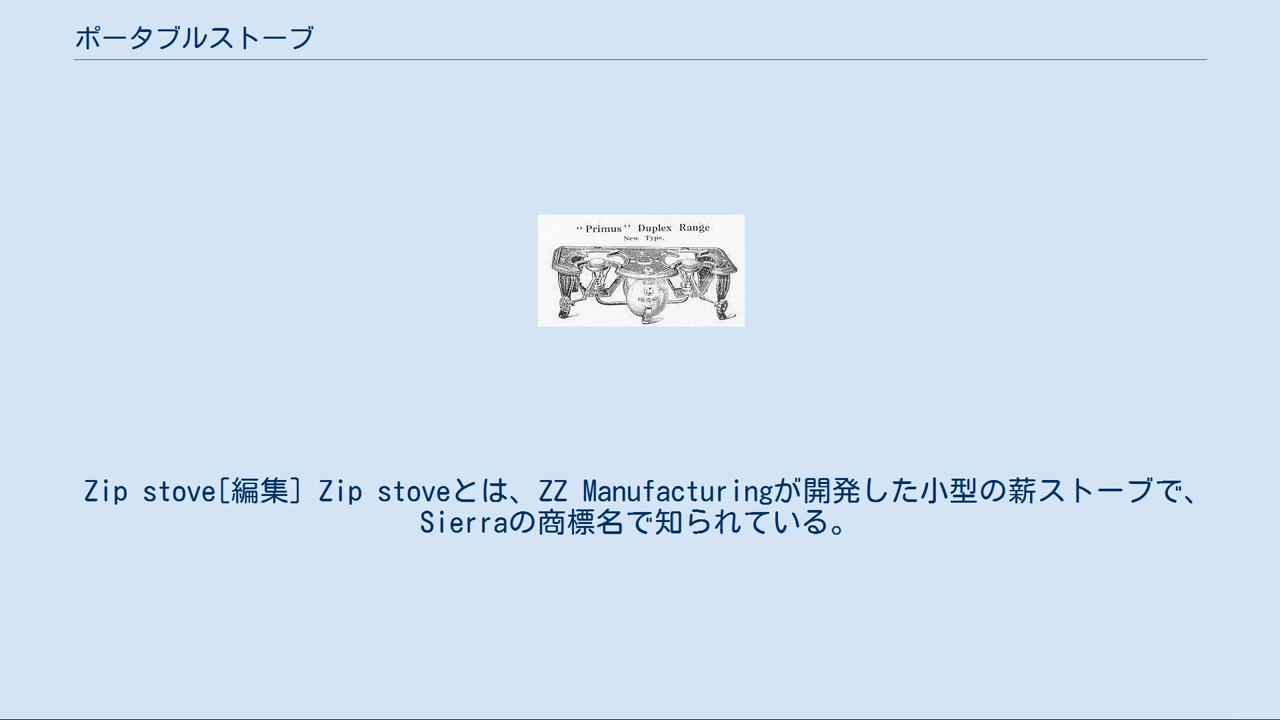 ポータブルストーブ
“Primus” Duplex Range
New Type.
Zip stove[編集] Zip stoveとは、ZZ Manufacturingが開発した小型の薪ストーブで、
Sierraの商標名で知られている。